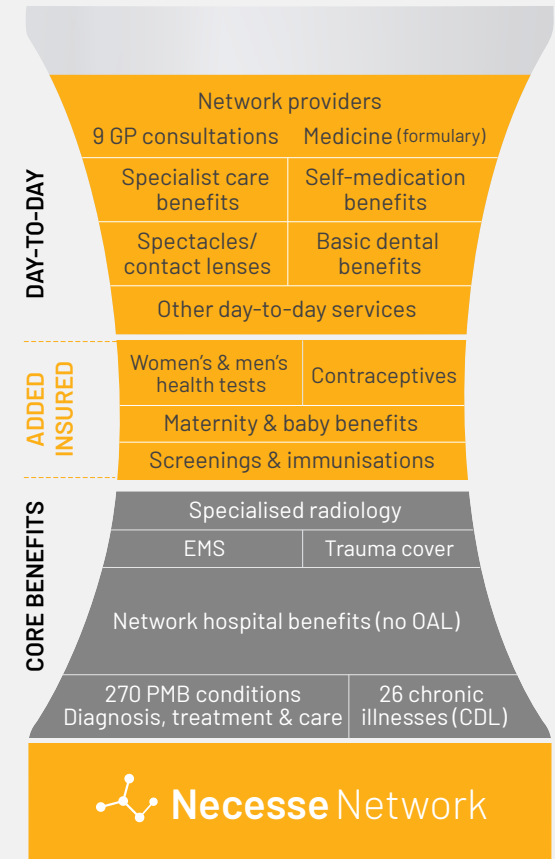 DAY-TO-DAY
Network providers
9 GP consultations
Medicine (formulary)
Specialist care
benefits
Self-medication
benefits
Spectacles/
contact lenses
Basic dental
benefits
Other day-to-day services
ADDED
INSURED
Women's & men's
health tests
Contraceptives
Maternity & baby benefits
Screenings & immunisations
CORE BENEFITS
Specialised radiology
EMS
Trauma cover
Network hospital benefits (no OAL)
270 PMB conditions
Diagnosis, treatment & care
26 chronic
illnesses (CDL)
Necesse Network